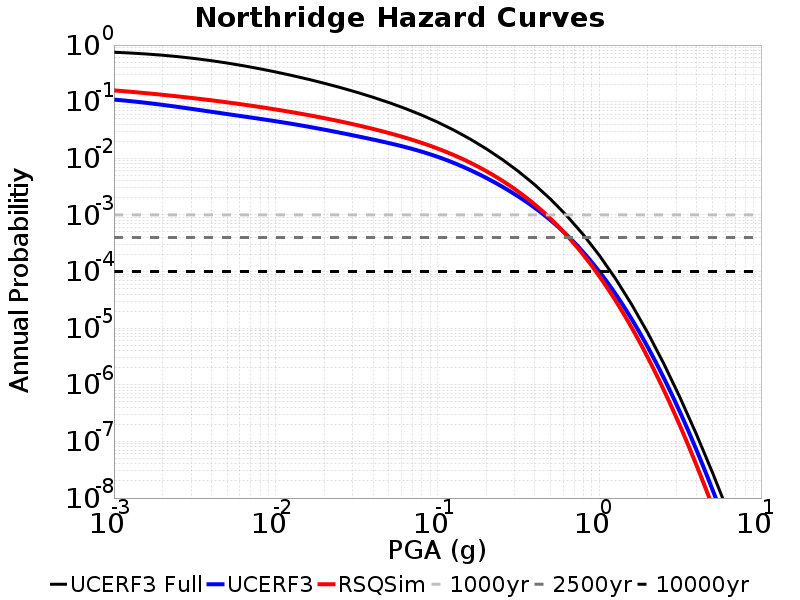 Northridge Hazard Curves
Annual Probabilitiy
10^0
10^-1
10^-2
10^-3
10^-4
10^-5
10^-6
10^-7
10^-8
10^-3 10^-2 10^-1 10^0 10^1
PGA (g)
UCERF3 Full UCERF3 RSQSim 1000yr 2500yr 10000yr